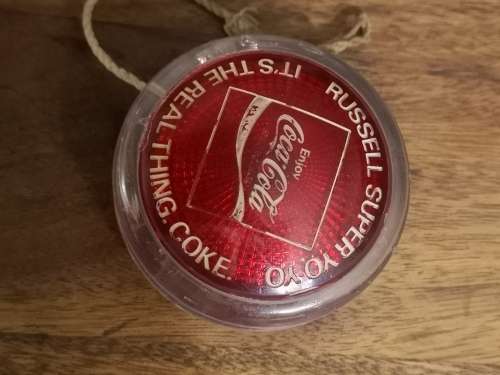 RUSSELL SUPER YO-YO
IT'S THE REAL THING. COKE.
Enjoy
Coca-Cola